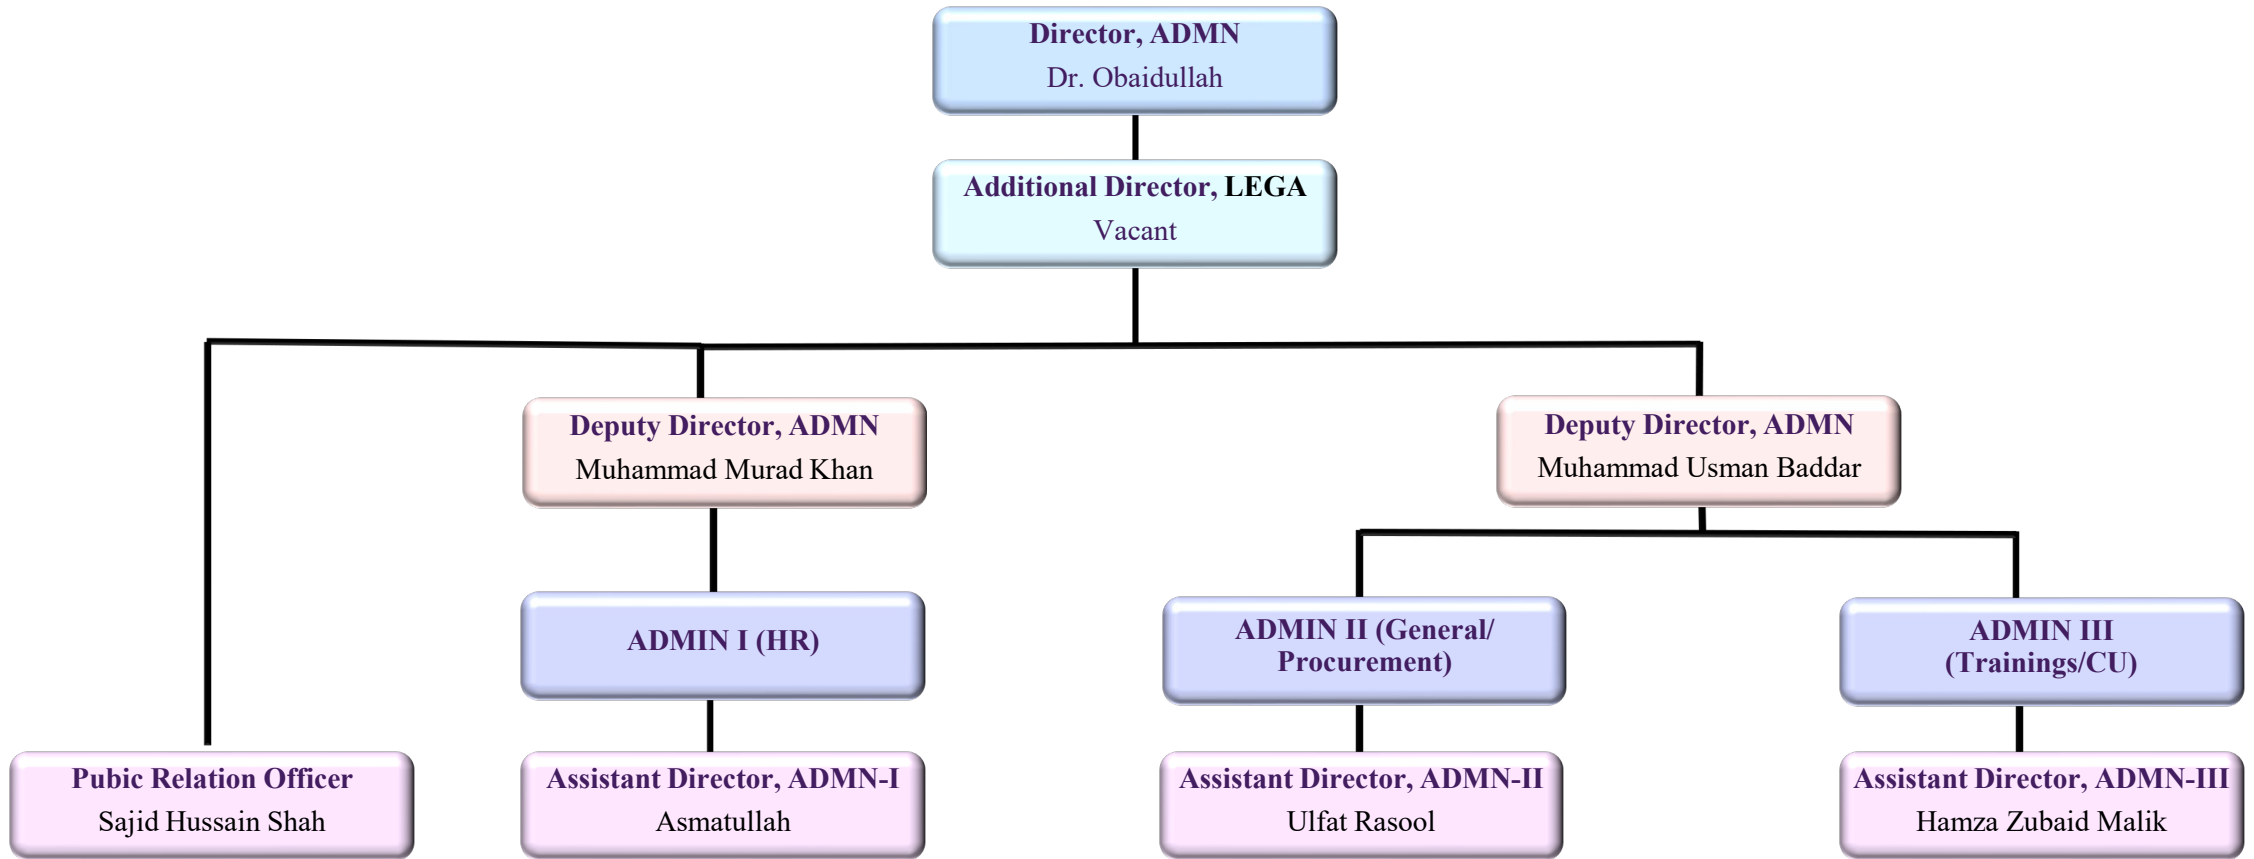 Director, ADMN
Dr. Obaidullah
Additional Director, LEGA
Vacant
Deputy Director, ADMN
Muhammad Murad Khan
Deputy Director, ADMN
Muhammad Usman Baddar
ADMIN I (HR)
ADMIN II (General/
Procurement)
ADMIN III
(Trainings/CU)
Pubic Relation Officer
Sajid Hussain Shah
Assistant Director, ADMN-I
Asmatullah
Assistant Director, ADMN-II
Ulfat Rasool
Assistant Director, ADMN-III
Hamza Zubaid Malik